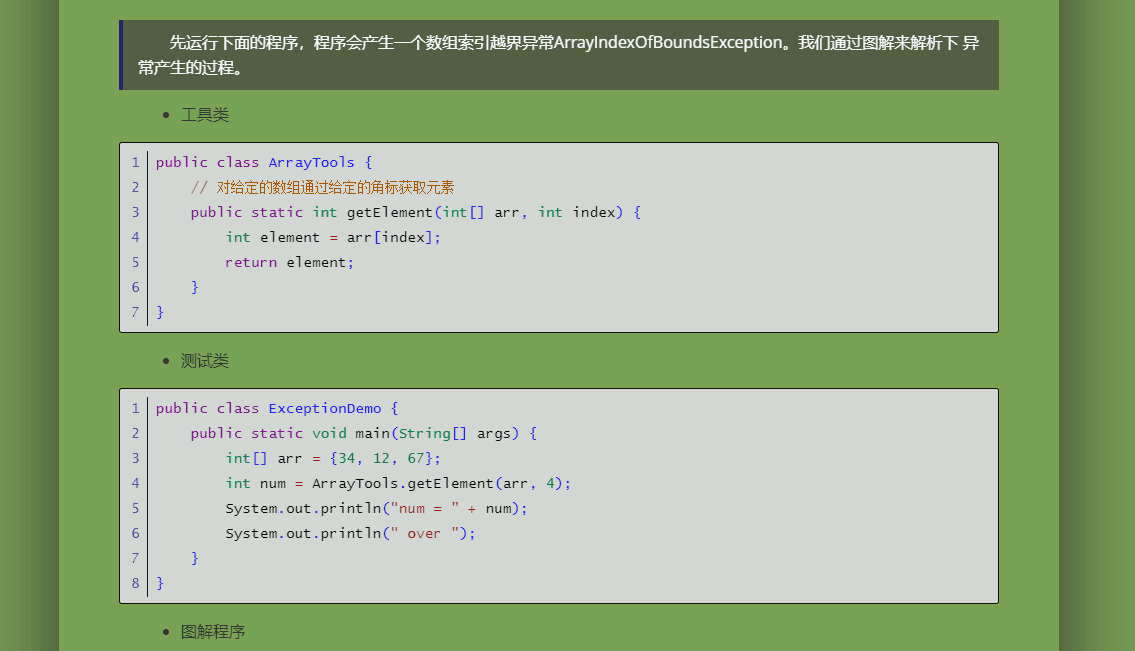 先运行下面的程序，程序会产生一个数组索引越界异常ArrayIndexOfBoundsException。我们通过图解来解析下 异
常产生的过程。
工具类
1 public class ArrayTools {
2     // 对给定的数组通过给定的角标获取元素
3     public static int getElement(int[] arr, int index) {
4         int element = arr[index];
5         return element;
6     }
7 }
测试类
1 public class ExceptionDemo {
2     public static void main(String[] args) {
3         int[] arr = {34, 12, 67};
4         int num = ArrayTools.getElement(arr, 4);
5         System.out.println("num = " + num);
6         System.out.println(" over ");
7     }
8 }
图解程序